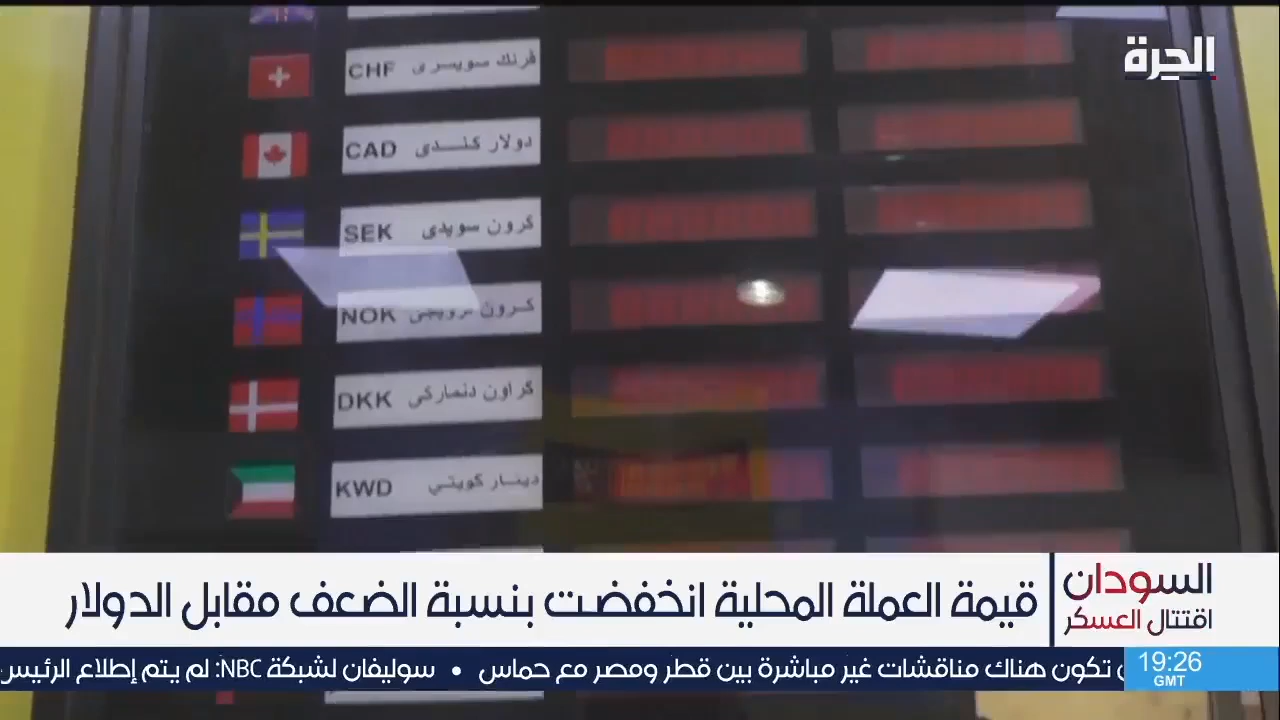 الحرة
CHF فرنك سويسرى
CAD دولار كندى
SEK كرون سويدى
NOK كرون نرويجى
DKK كراون دنماركى
KWD دينار كويتي
السودان
اقتتال العسكر
قيمة العملة المحلية انخفضت بنسبة الضعف مقابل الدولار
تكون هناك مناقشات غير مباشرة بين قطر ومصر مع حماس • سوليفان لشبكة NBC: لم يتم إطلاع الرئيس
19:26
GMT